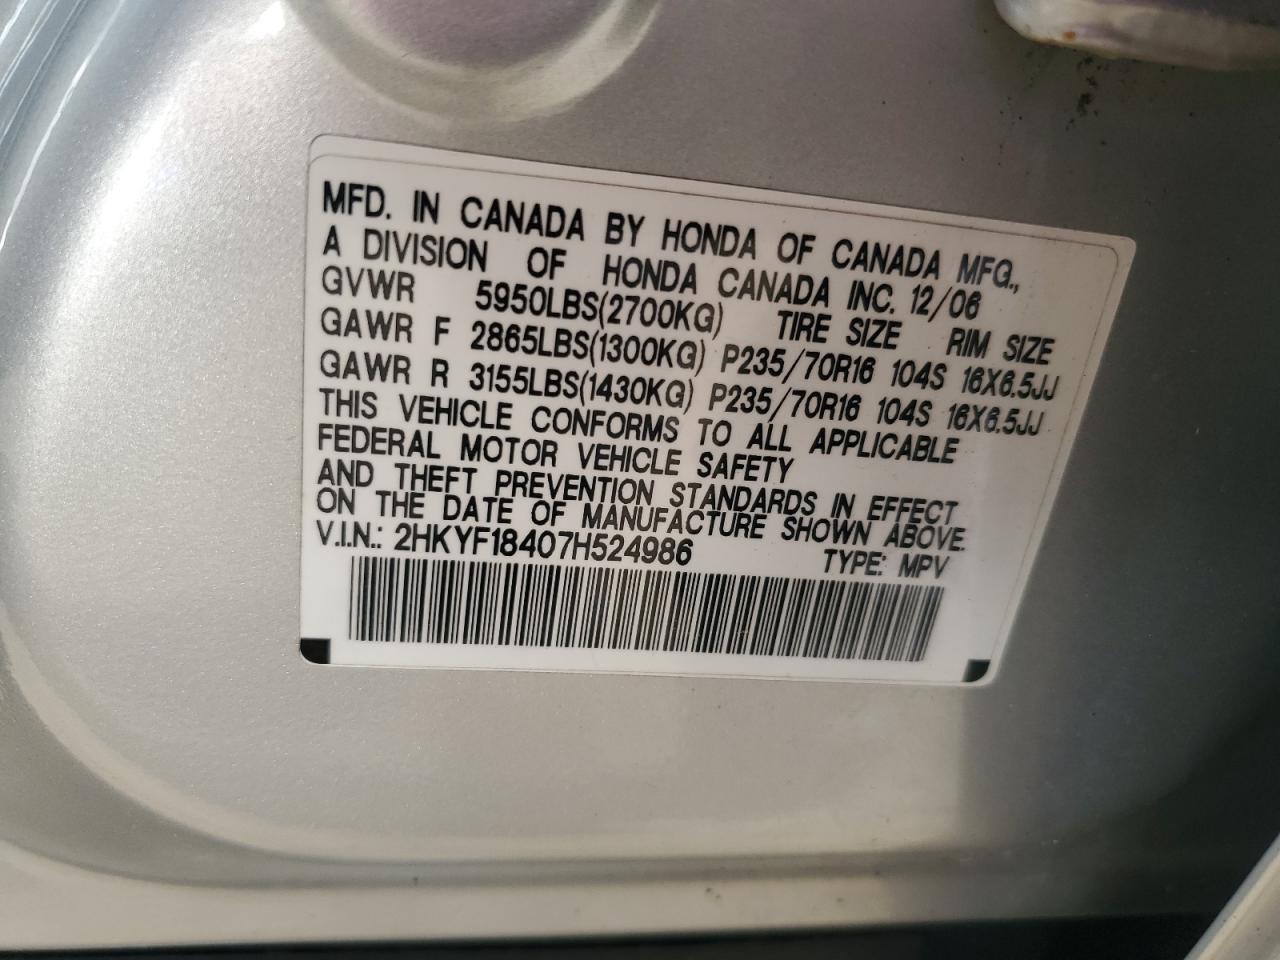 MFD. IN CANADA BY HONDA OF CANADA MFG.,
A DIVISION OF HONDA CANADA INC. 12/06
GVWR 5950LBS(2700KG) TIRE SIZE RIM SIZE
GAWR F 2865LBS(1300KG) P235/70R16 104S 16X6.5JJ
GAWR R 3155LBS(1430KG) P235/70R16 104S 16X6.5JJ
THIS VEHICLE CONFORMS TO ALL APPLICABLE
FEDERAL MOTOR VEHICLE SAFETY
AND THEFT PREVENTION STANDARDS IN EFFECT
ON THE DATE OF MANUFACTURE SHOWN ABOVE.
V.I.N.: 2HKYF18407H524986 TYPE: MPV